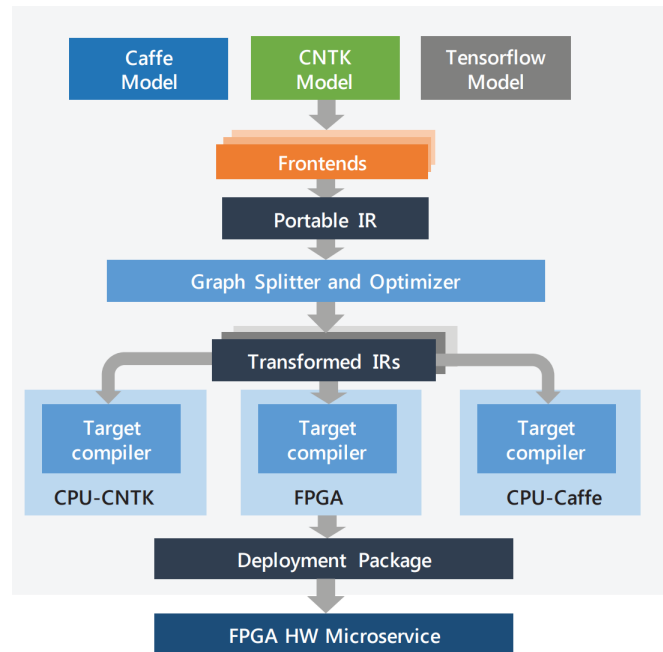 Caffe
Model
CNTK
Model
Tensorflow
Model
Frontends
Portable IR
Graph Splitter and Optimizer
Transformed IRs
Target
compiler
CPU-CNTK
Target
compiler
FPGA
Target
compiler
CPU-Caffe
Deployment Package
FPGA HW Microservice